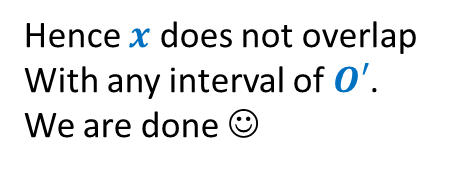 Hence x does not overlap
With any interval of O′.
We are done ☺